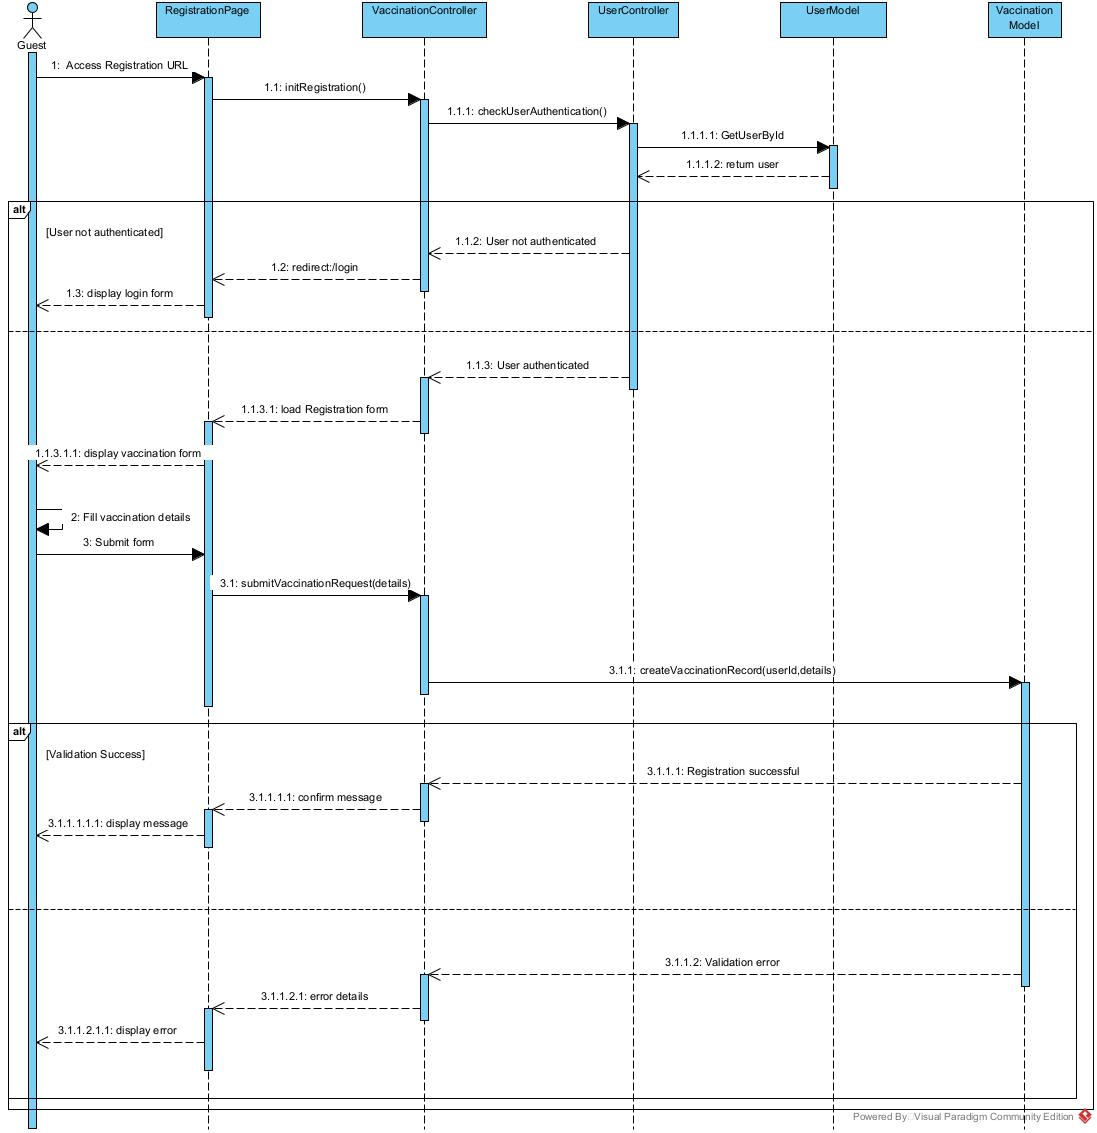 RegistrationPage
VaccinationController
UserController
UserModel
Vaccination
Model
Guest
1:  Access Registration URL
1.1: initRegistration()
1.1.1: checkUserAuthentication()
1.1.1.1: GetUserById
1.1.1.2: return user
alt
[User not authenticated]
1.1.2: User not authenticated
1.2: redirect:/login
1.3: display login form
1.1.3: User authenticated
1.1.3.1: load Registration form
1.1.3.1.1: display vaccination form
2: Fill vaccination details
3: Submit form
3.1: submitVaccinationRequest(details)
3.1.1: createVaccinationRecord(userId,details)
alt
[Validation Success]
3.1.1.1: Registration successful
3.1.1.1.1: confirm message
3.1.1.1.1.1: display message
3.1.1.2: Validation error
3.1.1.2.1: error details
3.1.1.2.1.1: display error
Powered By: Visual Paradigm Community Edition